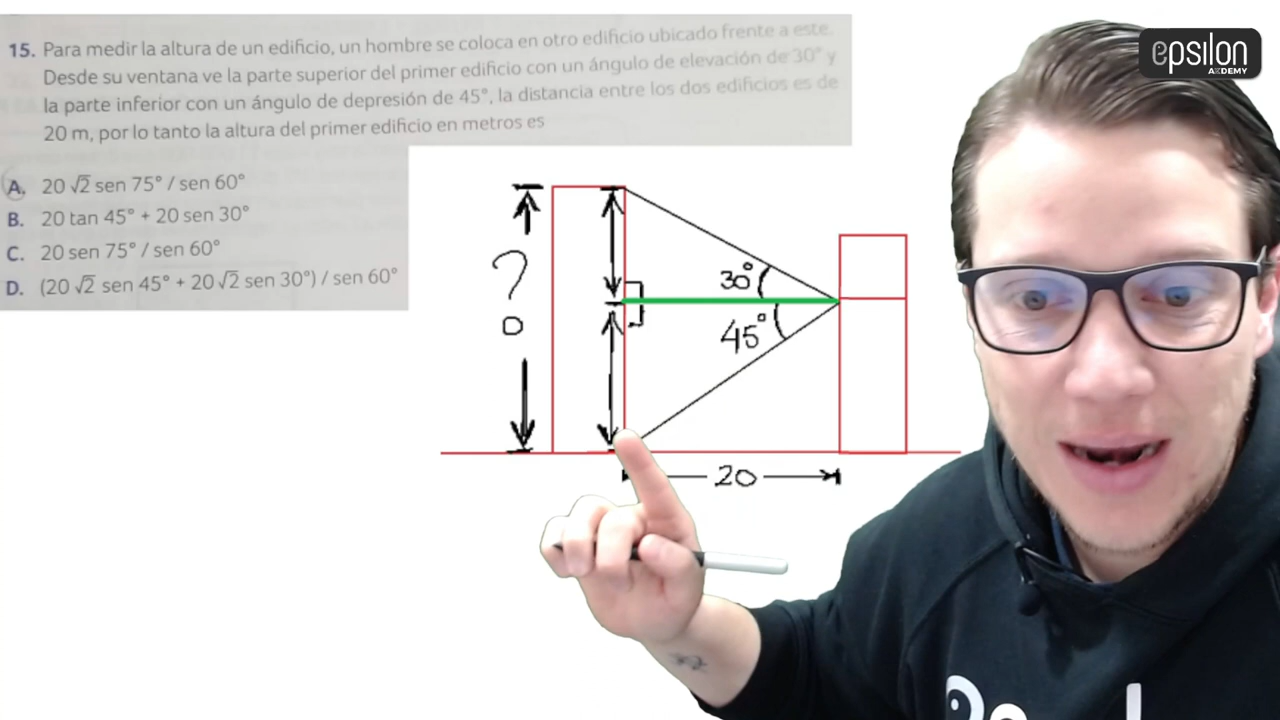 15. Para medir la altura de un edificio, un hombre se coloca en otro edificio ubicado frente a este.
Desde su ventana ve la parte superior del primer edificio con un ángulo de elevación de 30° y
la parte inferior con un ángulo de depresión de 45°, la distancia entre los dos edificios es de
20 m, por lo tanto la altura del primer edificio en metros es
A. 20 √2 sen 75° / sen 60°
B. 20 tan 45° + 20 sen 30°
C. 20 sen 75° / sen 60°
D. (20 √2 sen 45° + 20 √2 sen 30°) / sen 60°
?
30°
45°
20
epsilon
AKDEMY